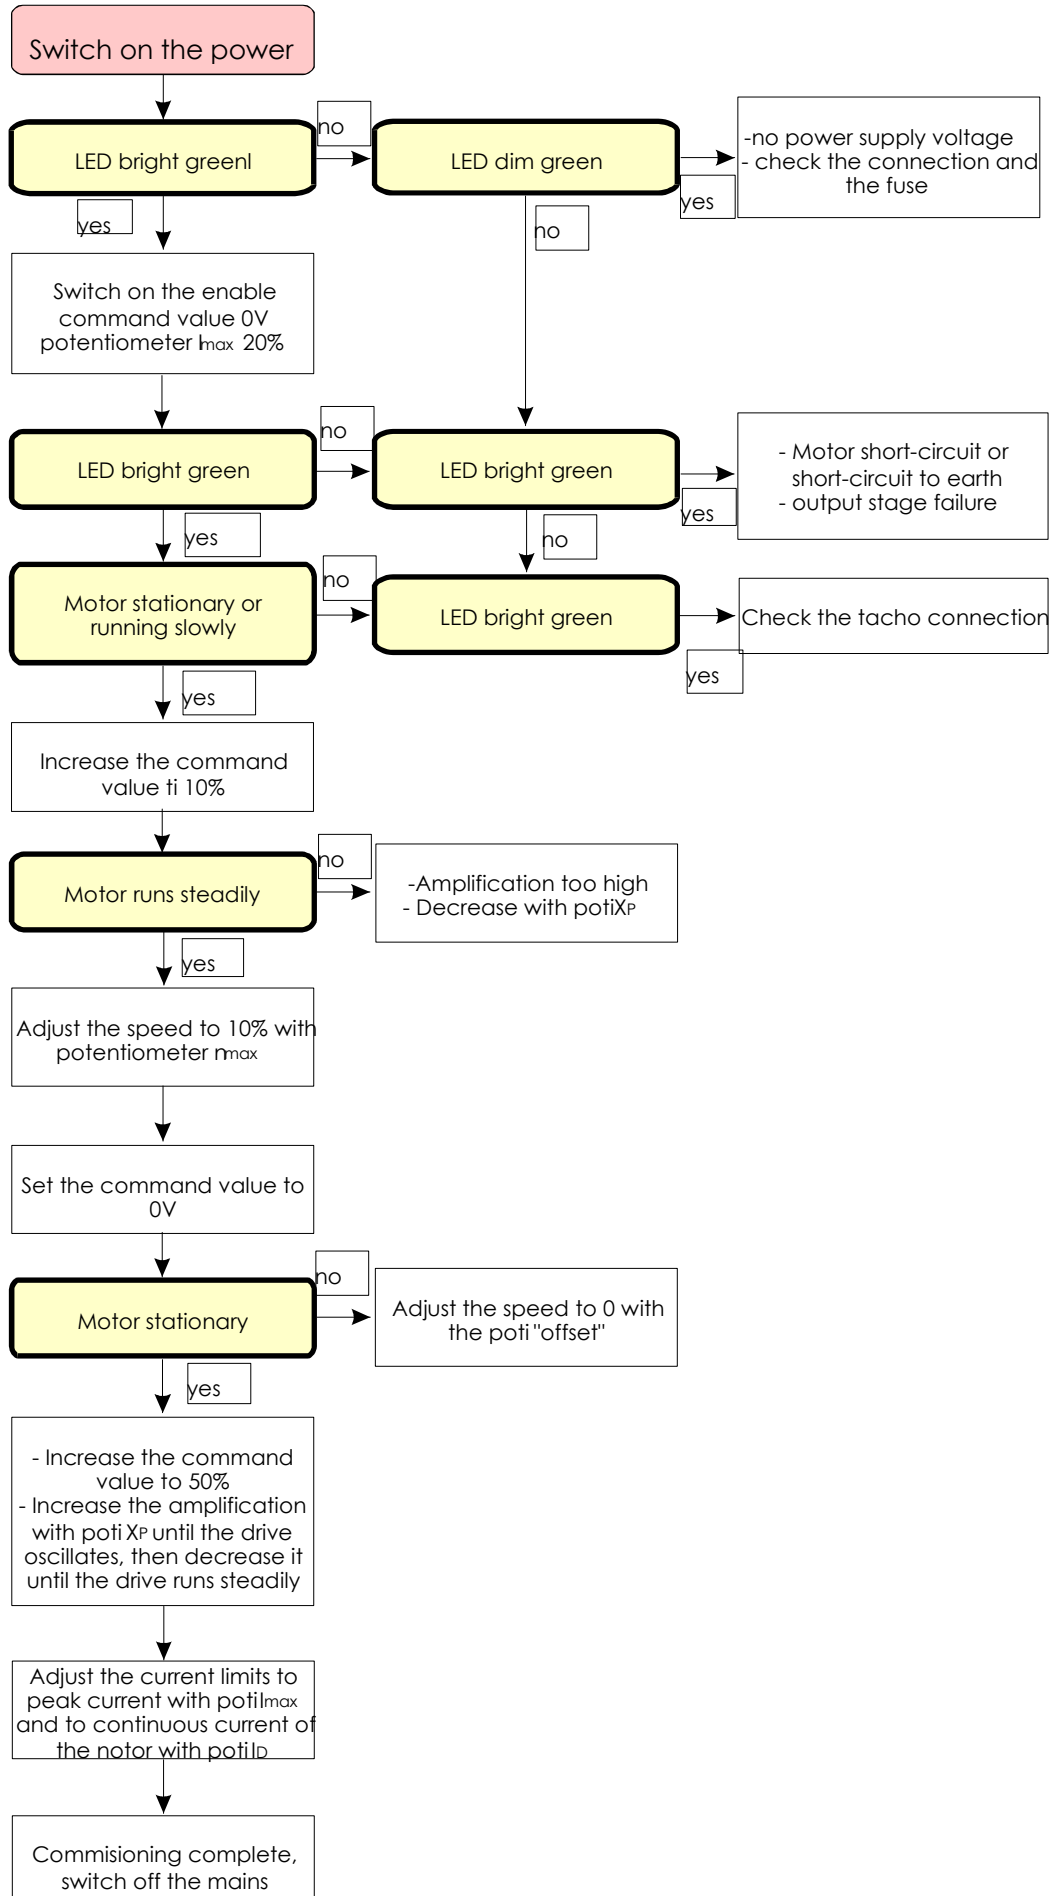 Switch on the power
no
LED bright greenl
LED dim green
-no power supply voltage
- check the connection and
the fuse
yes
yes
no
Switch on the enable
command value 0V
potentiometer Imax 20%
no
LED bright green
LED bright green
- Motor short-circuit or
short-circuit to earth
- output stage failure
yes
yes
no
no
Motor stationary or
running slowly
LED bright green
Check the tacho connection
yes
yes
Increase the command
value ti 10%
no
Motor runs steadily
-Amplification too high
- Decrease with potiXP
yes
Adjust the speed to 10% with
potentiometer nmax
Set the command value to
0V
no
Motor stationary
Adjust the speed to 0 with
the poti "offset"
yes
- Increase the command
value to 50%
- Increase the amplification
with poti XP until the drive
oscillates, then decrease it
until the drive runs steadily
Adjust the current limits to
peak current with potiImax
and to continuous current of
the notor with potiID
Commisioning complete,
switch off the mains